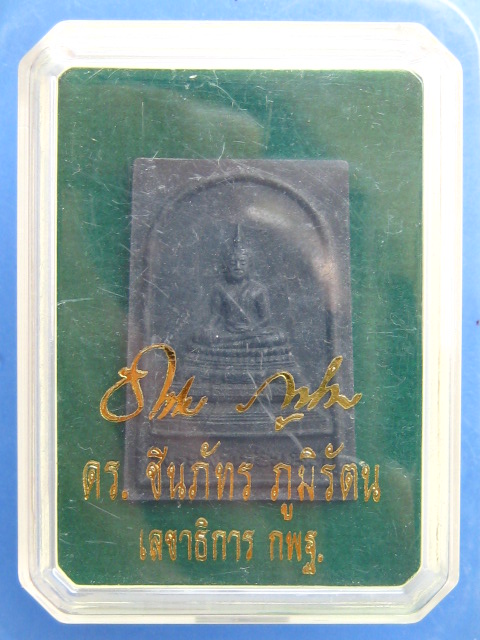 ดร. ชินภัทร ภูมิรัตน
เลขาธิการ กพฐ.